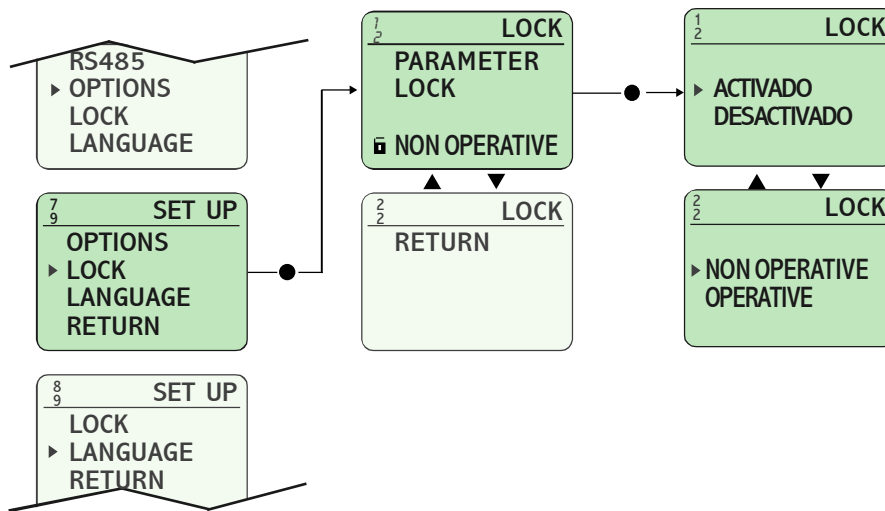 RS485
OPTIONS
LOCK
LANGUAGE
7
9
SET UP
OPTIONS
LOCK
LANGUAGE
RETURN
8
9
SET UP
LOCK
LANGUAGE
RETURN
1
2
LOCK
PARAMETER
LOCK
NON OPERATIVE
2
2
LOCK
RETURN
1
2
LOCK
ACTIVADO
DESACTIVADO
2
2
LOCK
NON OPERATIVE
OPERATIVE